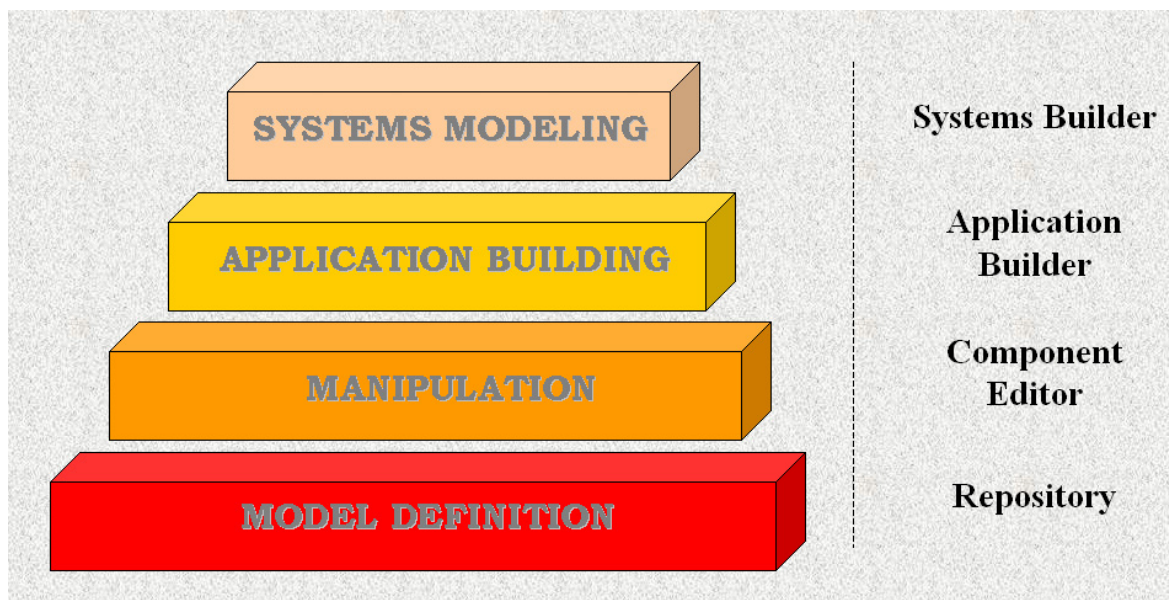 SYSTEMS MODELING
Systems Builder
APPLICATION BUILDING
Application
Builder
MANIPULATION
Component
Editor
MODEL DEFINITION
Repository